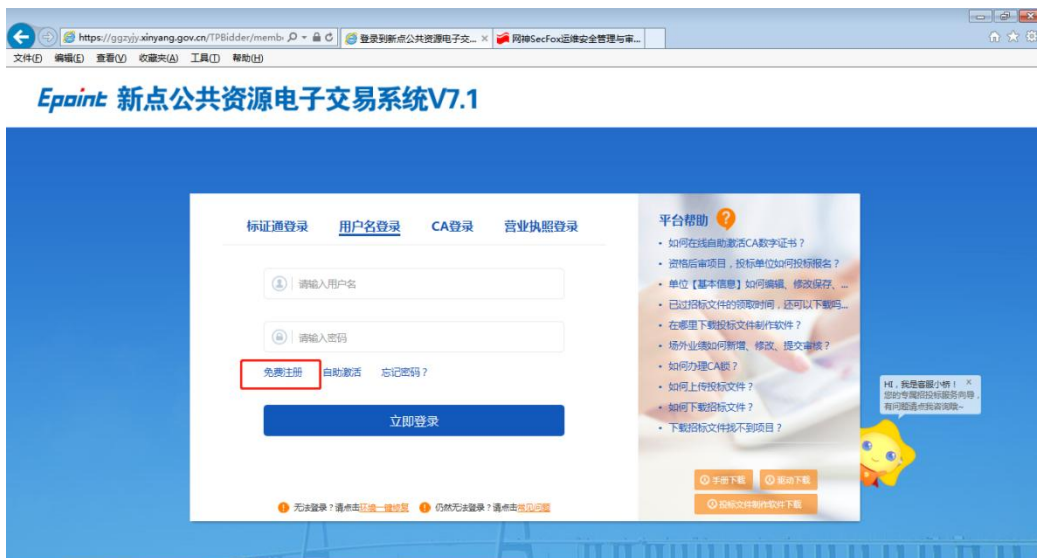 https://ggzyjy.xinyang.gov.cn/TPBidder/memb
登录到新点公共资源电子交...
网神SecFox运维安全管理与审...
文件(F) 编辑(E) 查看(V) 收藏夹(A) 工具(T) 帮助(H)
Epoint 新点公共资源电子交易系统V7.1
标证通登录 用户名登录 CA登录 营业执照登录
请输入用户名
请输入密码
免费注册 自助激活 忘记密码?
立即登录
无法登录?请点击环境一键修复 仍然无法登录?请点击常见问题
平台帮助
• 如何在线自助激活CA数字证书?
• 资格后审项目,投标单位如何投标报名?
• 单位【基本信息】如何编辑、修改保存、...
• 已过招标文件的领取时间,还可以下载吗...
• 在哪里下载投标文件制作软件?
• 场外业绩如何新增、修改、提交审核?
• 如何办理CA锁?
• 如何上传投标文件?
• 如何下载招标文件?
• 下载招标文件找不到项目?
手册下载 驱动下载
投标文件制作软件下载
HI,我是客服小桥!
您的专属招投标服务向导,
有问题请点我咨询哦~